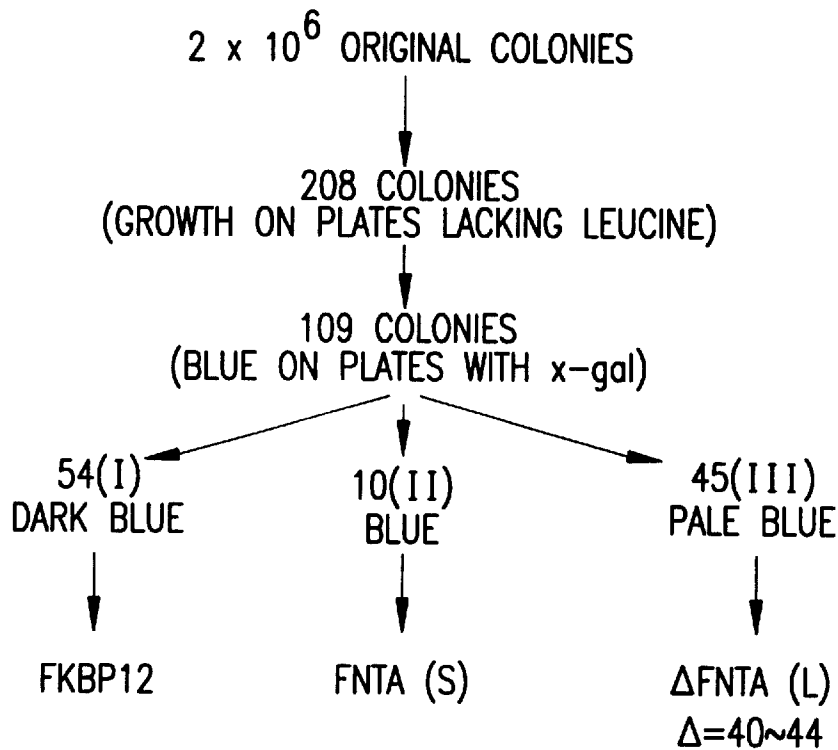 2 x 10^6 ORIGINAL COLONIES
208 COLONIES
(GROWTH ON PLATES LACKING LEUCINE)
109 COLONIES
(BLUE ON PLATES WITH x-gal)
54(I)
DARK BLUE
10(II)
BLUE
45(III)
PALE BLUE
FKBP12
FNTA (S)
ΔFNTA (L)
Δ=40~44